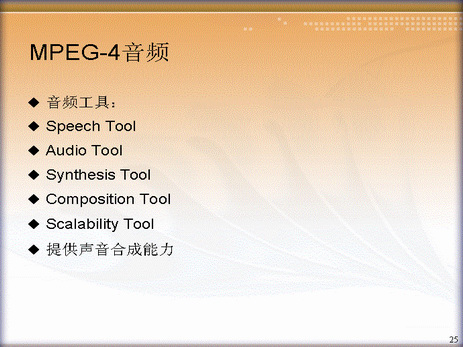 MPEG-4音频
◆ 音频工具：
◆ Speech Tool
◆ Audio Tool
◆ Synthesis Tool
◆ Composition Tool
◆ Scalability Tool
◆ 提供声音合成能力
25